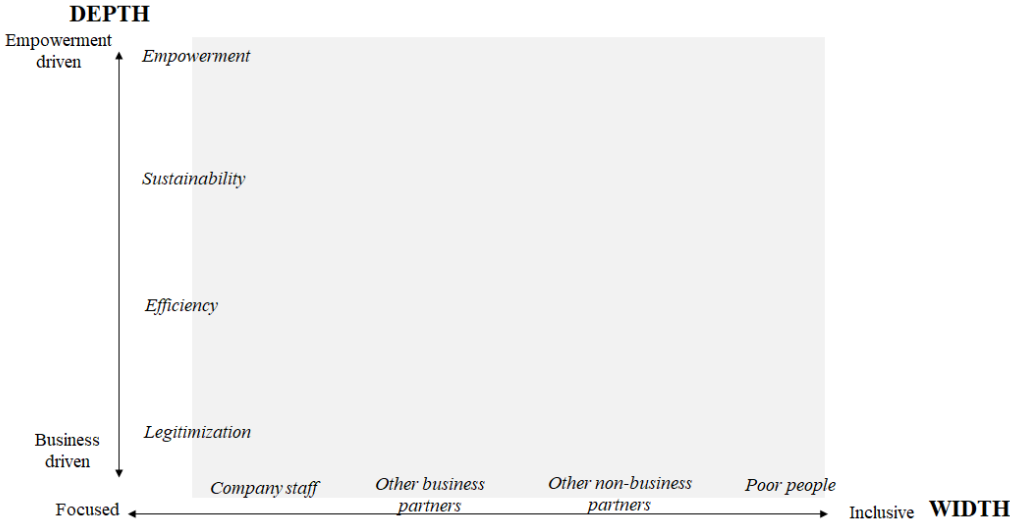 DEPTH
Empowerment
driven
Empowerment
Sustainability
Efficiency
Legitimization
Business
driven
Company staff
Other business
partners
Other non-business
partners
Poor people
Focused
Inclusive
WIDTH